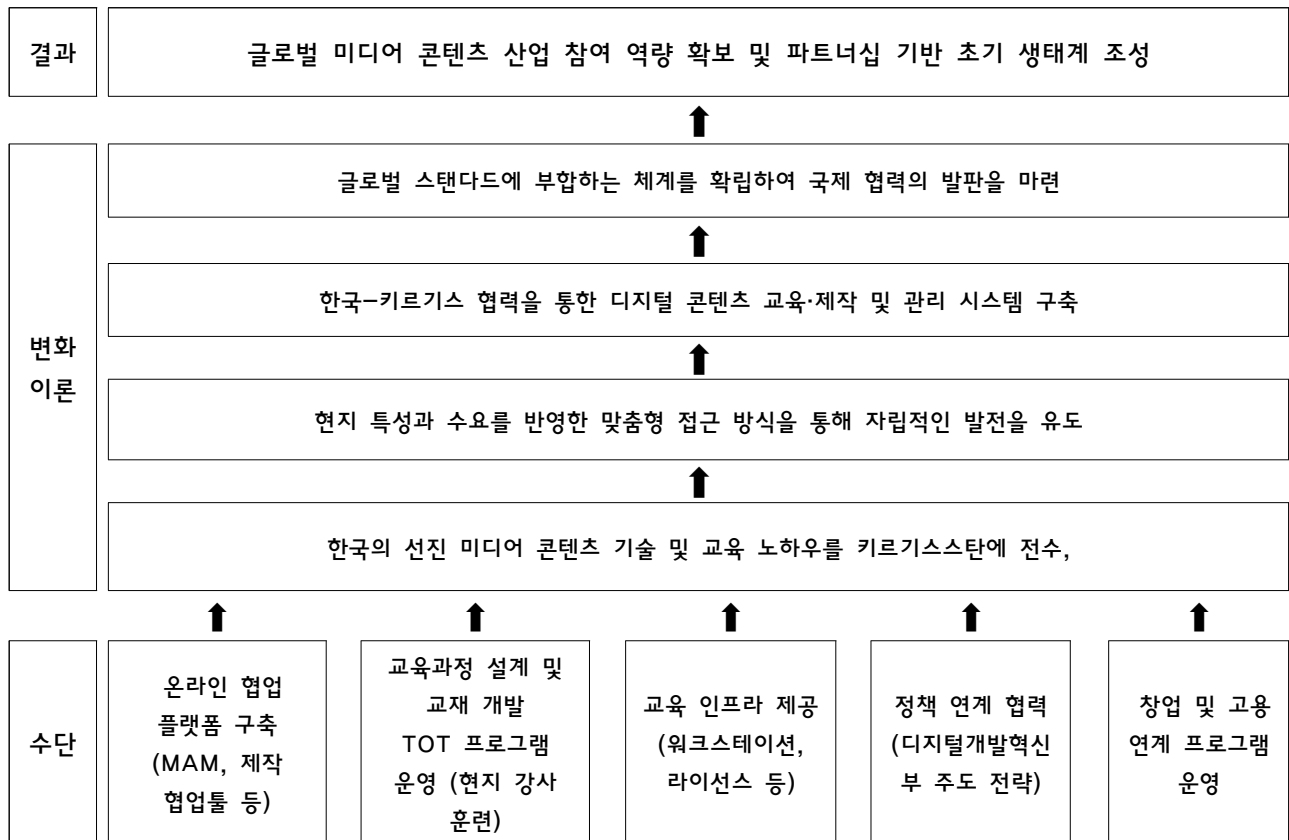 결과
글로벌 미디어 콘텐츠 산업 참여 역량 확보 및 파트너십 기반 초기 생태계 조성
변화
이론
글로벌 스탠다드에 부합하는 체계를 확립하여 국제 협력의 발판을 마련
한국-키르기스 협력을 통한 디지털 콘텐츠 교육·제작 및 관리 시스템 구축
현지 특성과 수요를 반영한 맞춤형 접근 방식을 통해 자립적인 발전을 유도
한국의 선진 미디어 콘텐츠 기술 및 교육 노하우를 키르기스스탄에 전수,
수단
온라인 협업
플랫폼 구축
(MAM, 제작
협업툴 등)
교육과정 설계 및
교재 개발
TOT 프로그램
운영 (현지 강사
훈련)
교육 인프라 제공
(워크스테이션,
라이선스 등)
정책 연계 협력
(디지털개발혁신
부 주도 전략)
창업 및 고용
연계 프로그램
운영